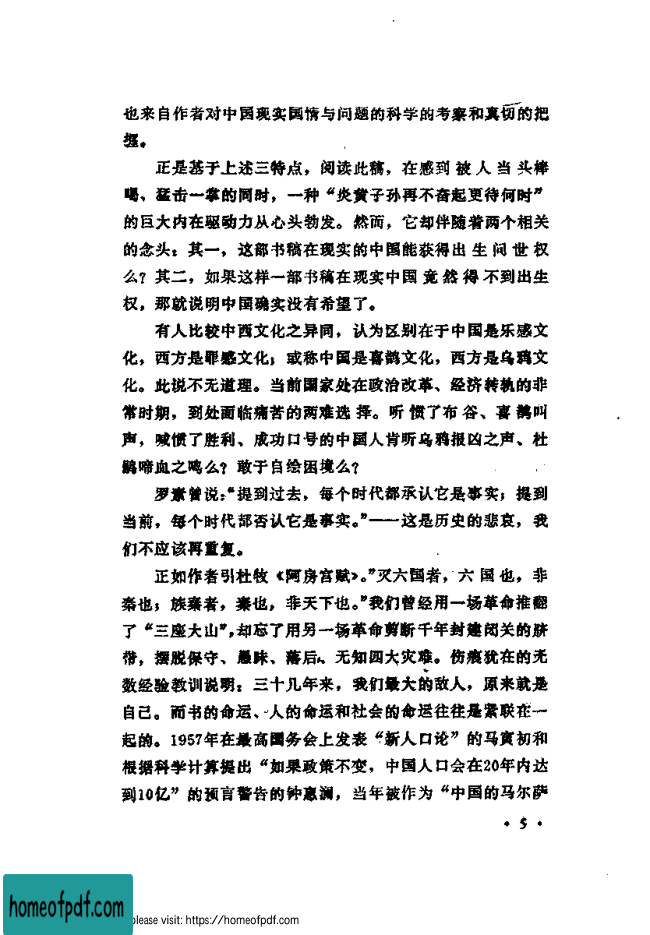 也来自作者对中国现实国情与问题的科学的考察和真切的把
握。
正是基于上述三特点，阅读此稿，在感到被人当头棒
喝、猛击一掌的同时，一种“炎黄子孙再不奋起更待何时”
的巨大内在驱动力从心头勃发。然而，它却伴随着两个相关
的念头：其一，这部书稿在现实的中国能获得出生问世权
么？其二，如果这样一部书稿在现实中国竟然得不到出生
权，那就说明中国确实没有希望了。
有人比较中西文化之异同，认为区别在于中国是乐感文
化，西方是罪感文化；或称中国是喜鹊文化，西方是乌鸦文
化。此说不无道理。当前国家处在政治改革、经济转轨的非
常时期，到处面临痛苦的两难选择。听惯了布谷、喜鹊叫
声，喊惯了胜利、成功口号的中国人肯听乌鸦报凶之声、杜
鹃啼血之鸣么？敢于自绘困境么？
罗素曾说：“提到过去，每个时代都承认它是事实；提到
当前，每个时代都否认它是事实。”——这是历史的悲哀，我
们不应该再重复。
正如作者引杜牧《阿房宫赋》。”灭六国者，六国也，非
秦也；族秦者，秦也，非天下也。”我们曾经用一场革命推翻
了“三座大山”，却忘了用另一场革命剪断千年封建闭关的脐
带，摆脱保守、愚昧、落后、无知四大灾难。伤痕犹在的无
数经验教训说明：三十几年来，我们最大的敌人，原来就是
自己。而书的命运、人的命运和社会的命运往往是紧联在一
起的。1957年在最高国务会上发表“新人口论”的马寅初和
根据科学计算提出“如果政策不变，中国人口会在20年内达
到10亿”的预言警告的钟惠澜，当年被作为“中国的马尔萨
• 5 •
homeofpdf.com
please visit: https://homeofpdf.com